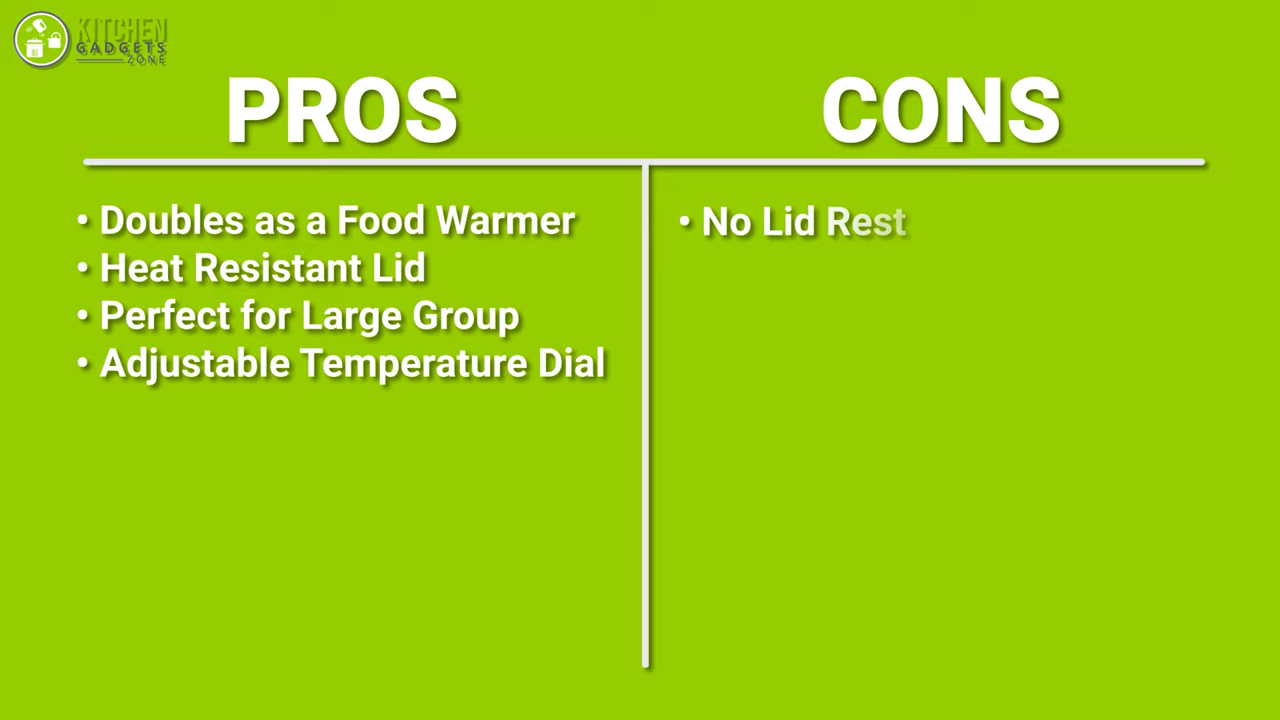 KITCHEN
GADGETS
ZONE
PROS
CONS
• Doubles as a Food Warmer
• Heat Resistant Lid
• Perfect for Large Group
• Adjustable Temperature Dial
• No Lid Rest